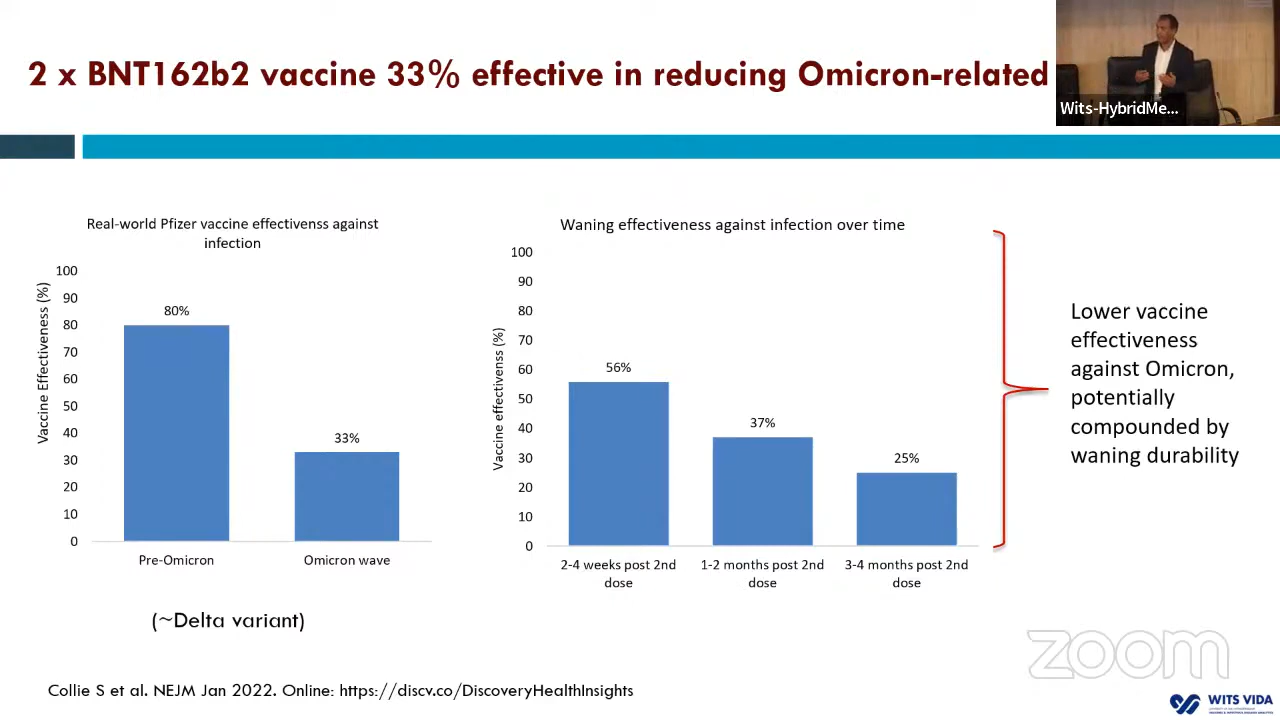 2 x BNT162b2 vaccine 33% effective in reducing Omicron-related
Wits-HybridMe...
Real-world Pfizer vaccine effectivenss against
infection
Vaccine Effectiveness (%)
100
90
80
70
60
50
40
30
20
10
0
80%
33%
Pre-Omicron
Omicron wave
(~Delta variant)
Waning effectiveness against infection over time
Vaccine effectivenss (%)
100
90
80
70
60
50
40
30
20
10
0
56%
37%
25%
2-4 weeks post 2nd
dose
1-2 months post 2nd
dose
3-4 months post 2nd
dose
Lower vaccine
effectiveness
against Omicron,
potentially
compounded by
waning durability
zoom
Collie S et al. NEJM Jan 2022. Online: https://discv.co/DiscoveryHealthInsights
WITS VIDA